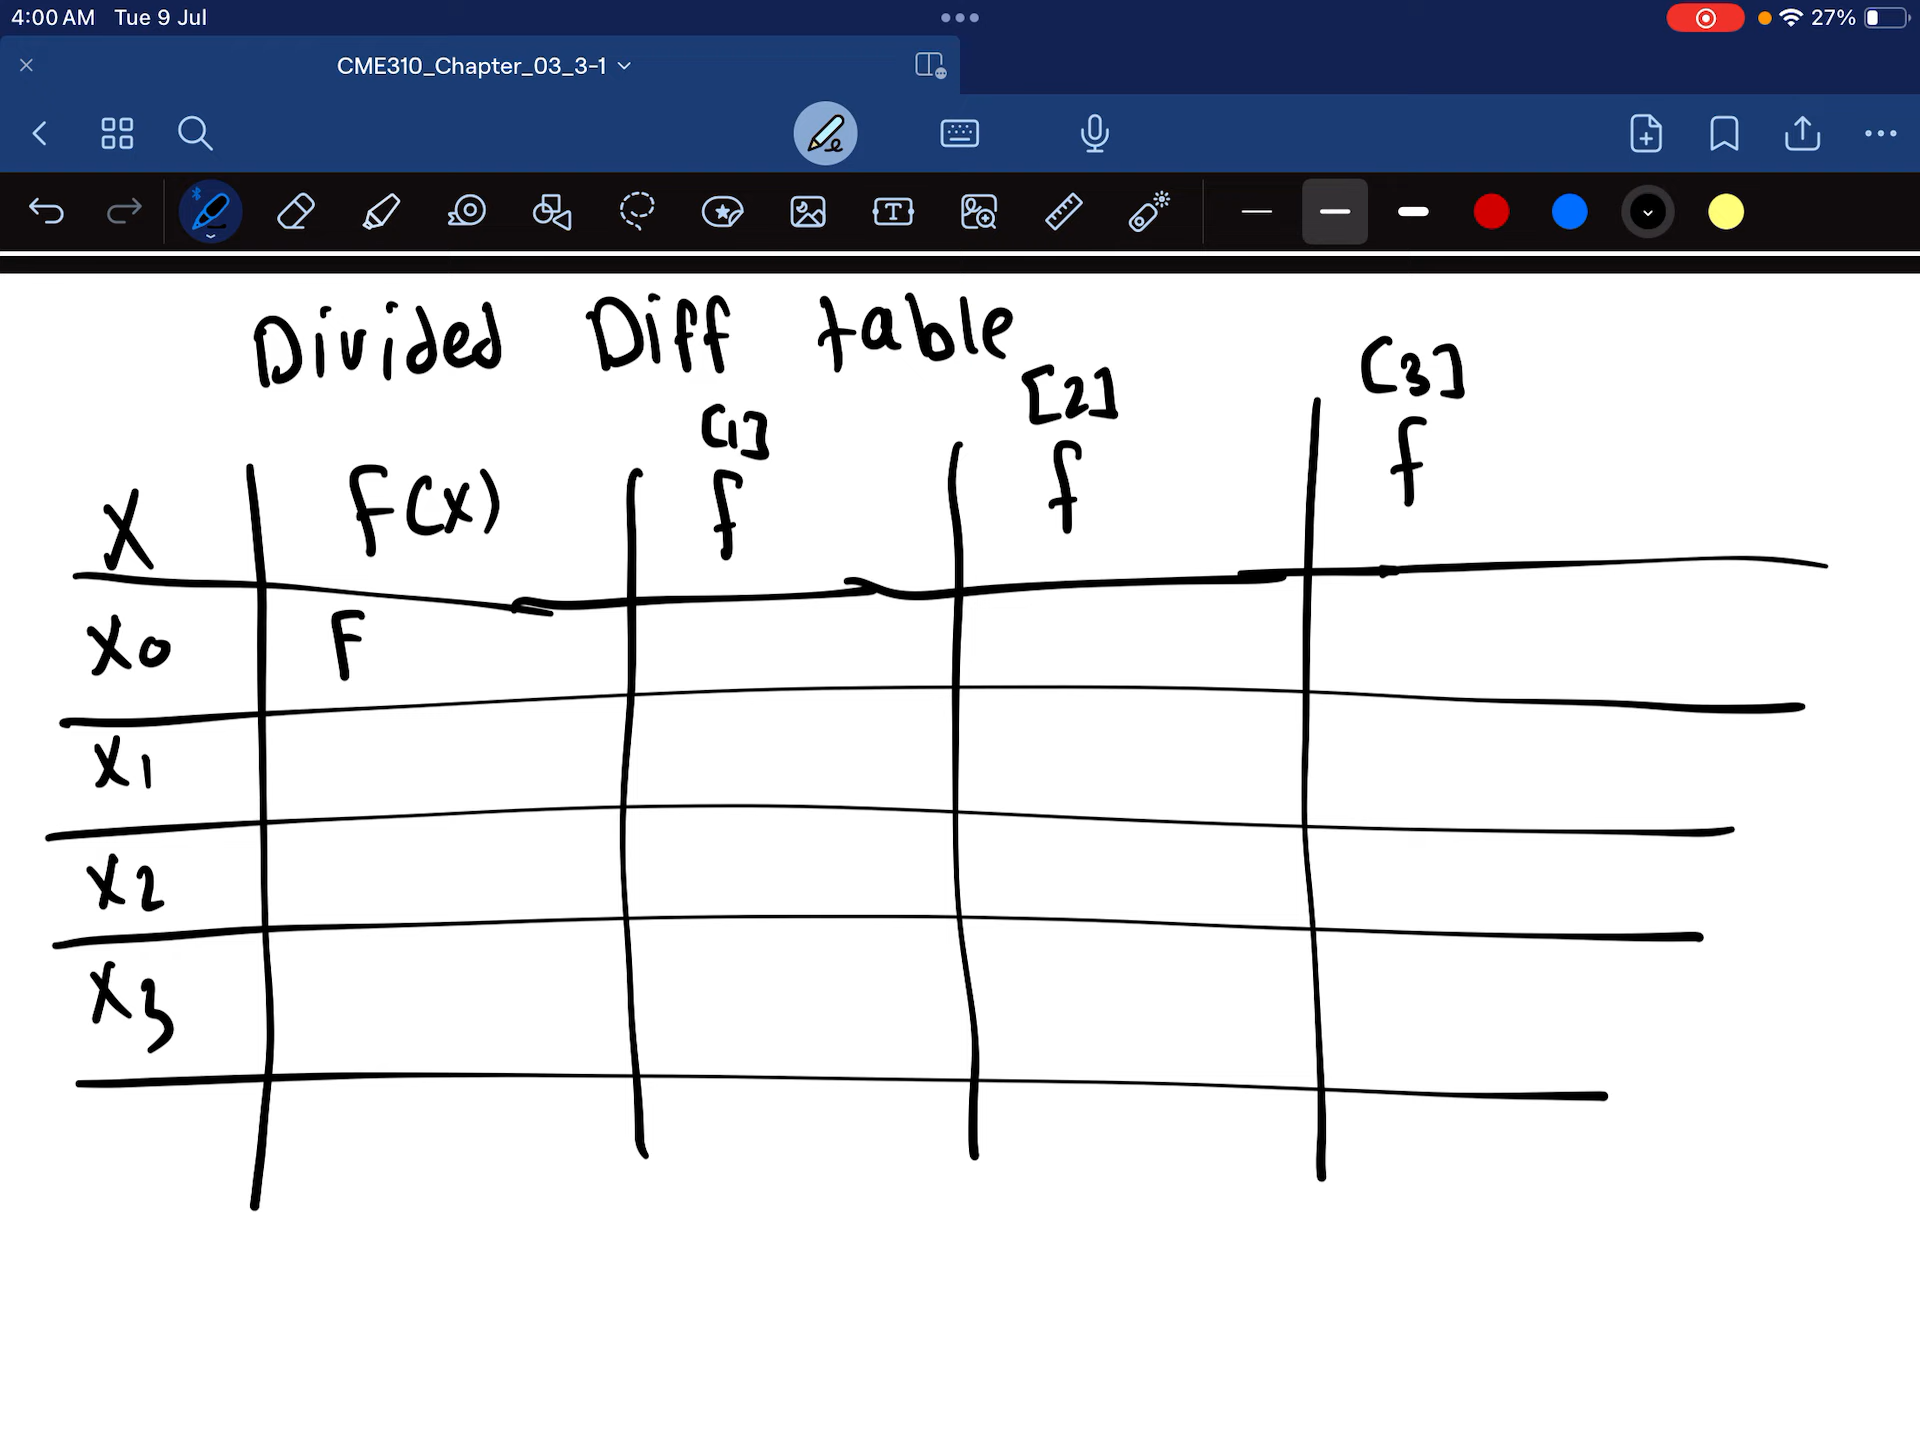 4:00 AM Tue 9 Jul
27%
CME310_Chapter_03_3-1
Divided Diff table
[1] [2] [3]
X F(x) f f f
x0 F
x1
x2
x3